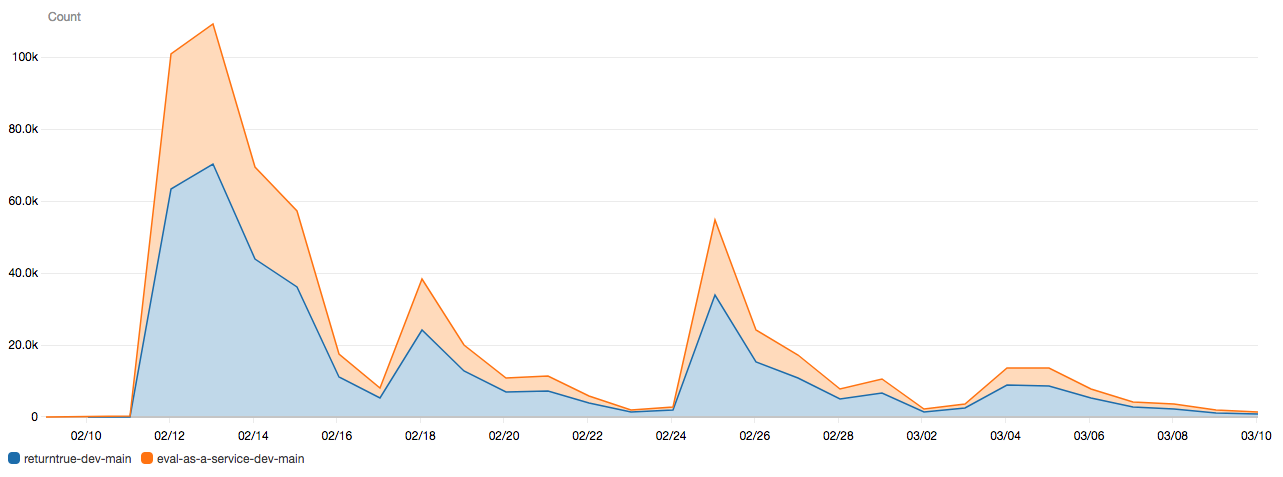 Count
100k
80.0k
60.0k
40.0k
20.0k
0
02/10 02/12 02/14 02/16 02/18 02/20 02/22 02/24 02/26 02/28 03/02 03/04 03/06 03/08 03/10
returntrue-dev-main eval-as-a-service-dev-main